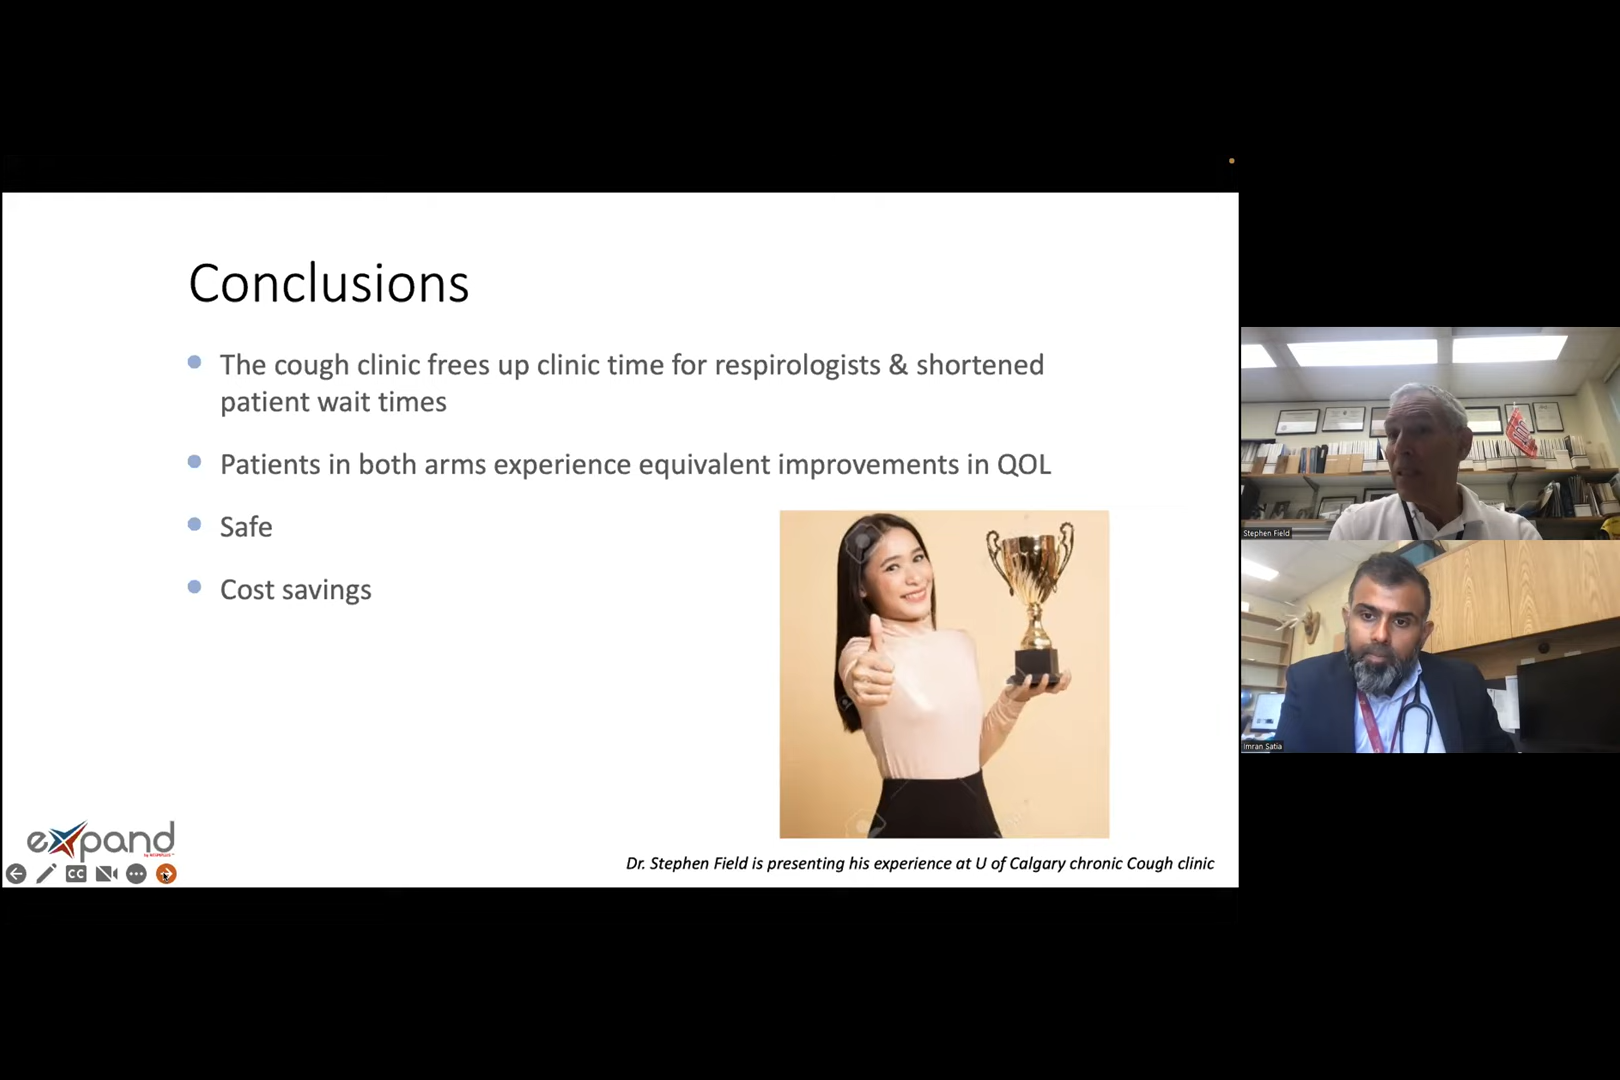 Conclusions
The cough clinic frees up clinic time for respirologists & shortened
patient wait times
Patients in both arms experience equivalent improvements in QOL
Safe
Cost savings
expand
CC
Dr. Stephen Field is presenting his experience at U of Calgary chronic Cough clinic
Stephen Field
Imran Satia